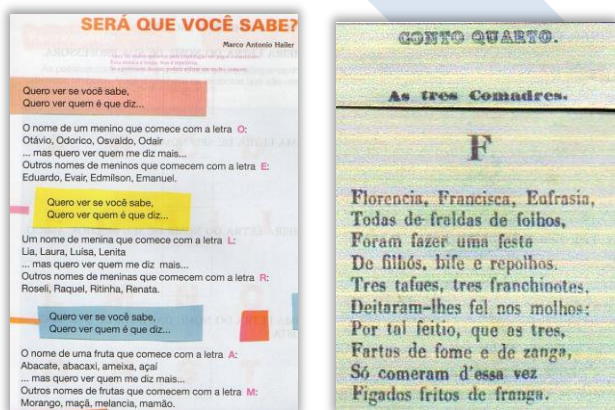 SERÁ QUE VOCÊ SABE?
Marco Antonio Hailer
Quero ver se você sabe,
Quero ver quem é que diz...
O nome de um menino que comece com a letra O:
Otávio, Odorico, Osvaldo, Odair
... mas quero ver quem me diz mais...
Outros nomes de meninos que comecem com a letra E:
Eduardo, Evair, Edmilson, Emanuel.
Quero ver se você sabe,
Quero ver quem é que diz...
Um nome de menina que comece com a letra L:
Lia, Laura, Luísa, Lenita
... mas quero ver quem me diz mais...
Outros nomes de meninas que comecem com a letra R:
Roseli, Raquel, Ritinha, Renata.
Quero ver se você sabe,
Quero ver quem é que diz...
O nome de uma fruta que comece com a letra A:
Abacate, abacaxi, ameixa, açaí
... mas quero ver quem me diz mais...
Outros nomes de frutas que comecem com a letra M:
Morango, maçã, melancia, mamão.
CONTO QUARTO.
As tres Comadres.
F
Florencia, Francisca, Eufrasia,
Todas de fraldas de folhos,
Foram fazer uma festa
De filhós, bife e repolhos.
Tres tafues, tres franchinotes,
Deitaram-lhes fel nos molhos:
Por tal feitio, que as tres,
Fartas de fome e de zanga,
Só comeram d'essa vez
Figados fritos de franga.